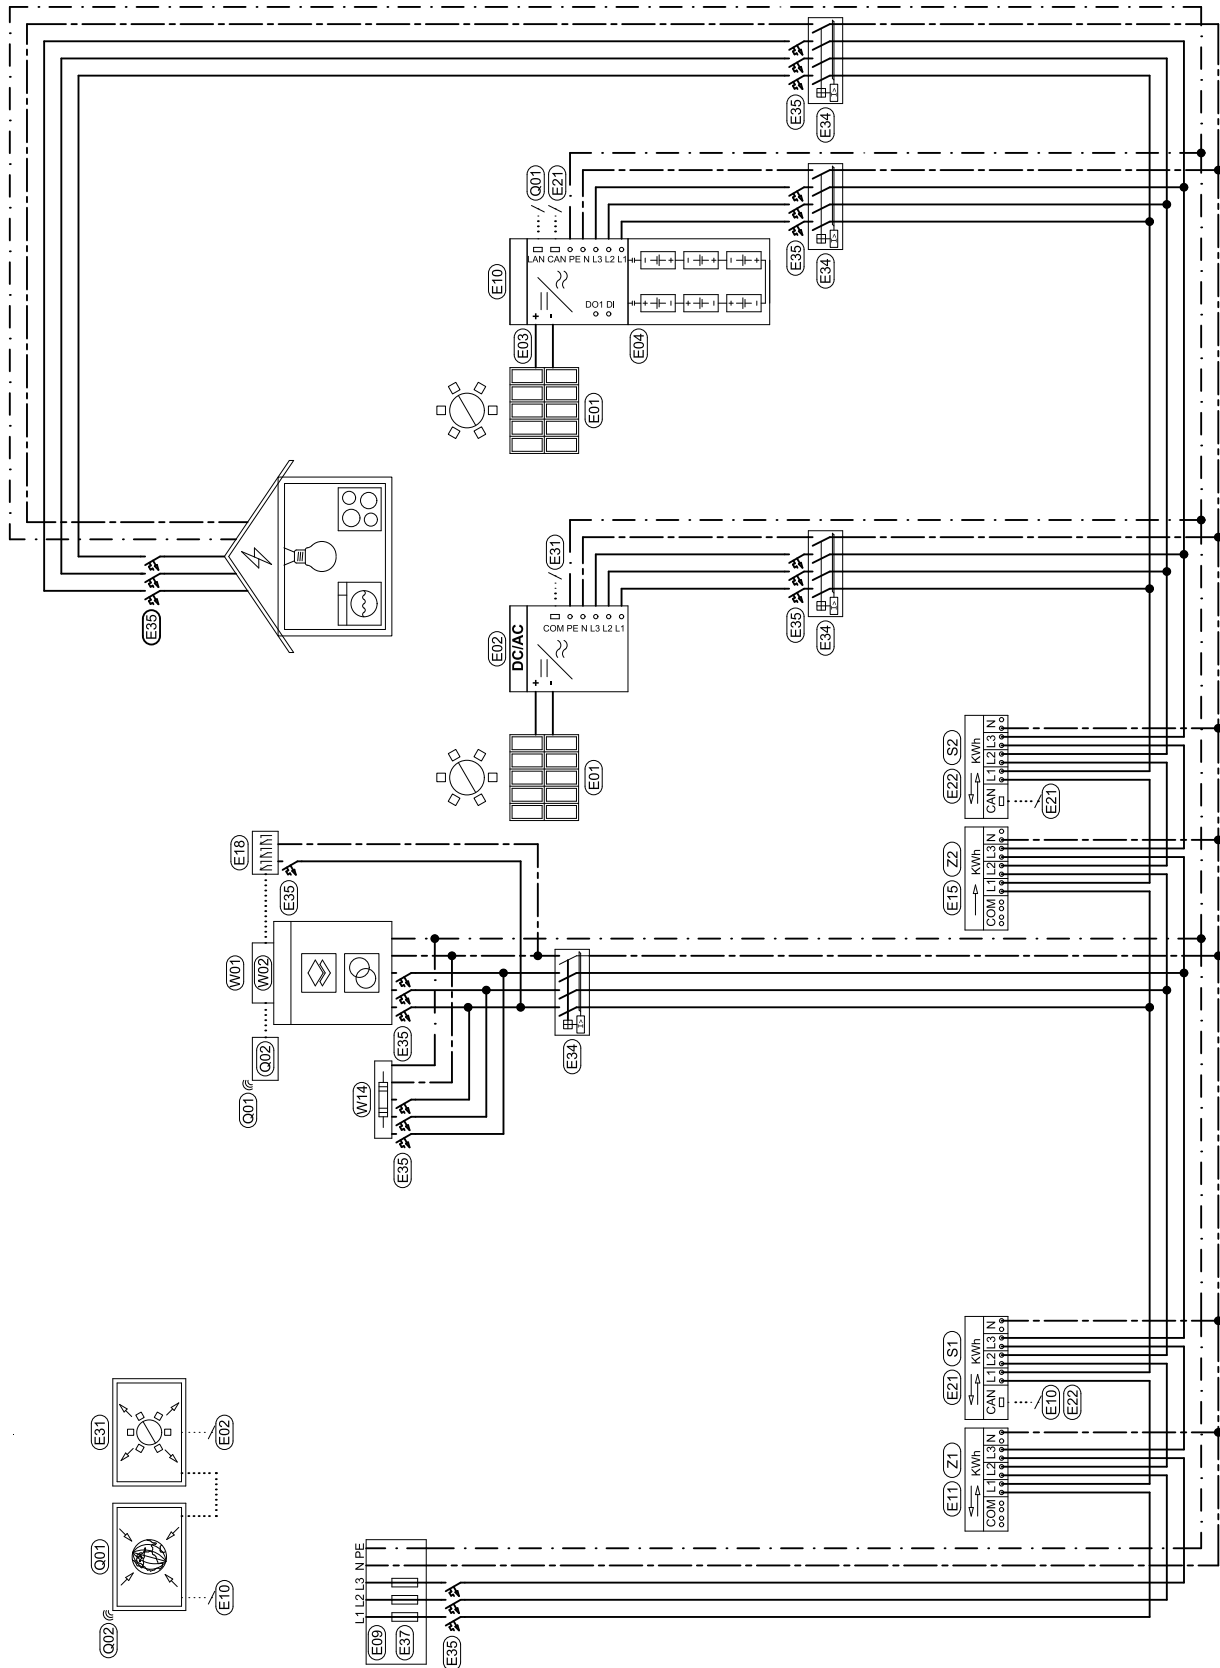 E35
E34
Q01
E21
LAN CAN PE N L3 L2 L1
E10
+ -
DO1 DI
E03
E04
E35
E34
E01
E35
E31
COM PE N L3 L2 L1
E02
DC/AC
+ -
E35
E34
E01
E22 S2
KWh
CAN L1 L2 L3 N
E21
E18
E35
E15 Z2
KWh
COM L1 L2 L3 N
W01
W02
Q02
Q01
E35
E34
W14
E35
E21 S1
KWh
CAN L1 L2 L3 N
E10
E22
E11 Z1
KWh
COM L1 L2 L3 N
E31
E02
Q01
E10
Q02
L1 L2 L3 N PE
E09
E37
E35